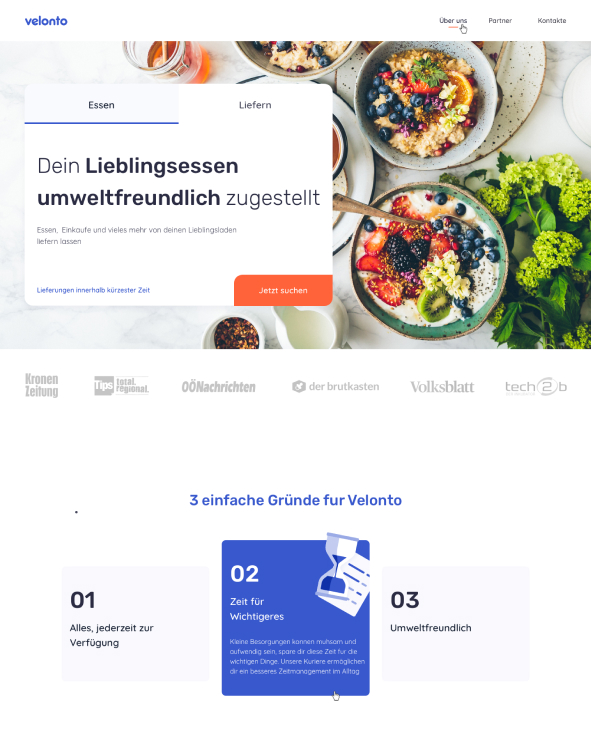 velonto
Über uns
Partner
Kontakte
Essen
Liefern
Dein Lieblingsessen
umweltfreundlich zugestellt
Essen, Einkaufe und vieles mehr von deinen Lieblingsladen
liefern lassen
Lieferungen innerhalb kürzester Zeit
Jetzt suchen
Kronen
Zeitung
Tips total.
regional.
OÖNachrichten
der brutkasten
Volksblatt
tech2b
3 einfache Gründe fur Velonto
01
Alles, jederzeit zur
Verfügung
02
Zeit für
Wichtigeres
Kleine Besorgungen konnen muhsam und
aufwendig sein, spare dir diese Zeit fur die
wichtigen Dinge. Unsere Kuriere ermöglichen
dir ein besseres Zeitmanagement im Alltag
03
Umweltfreundlich